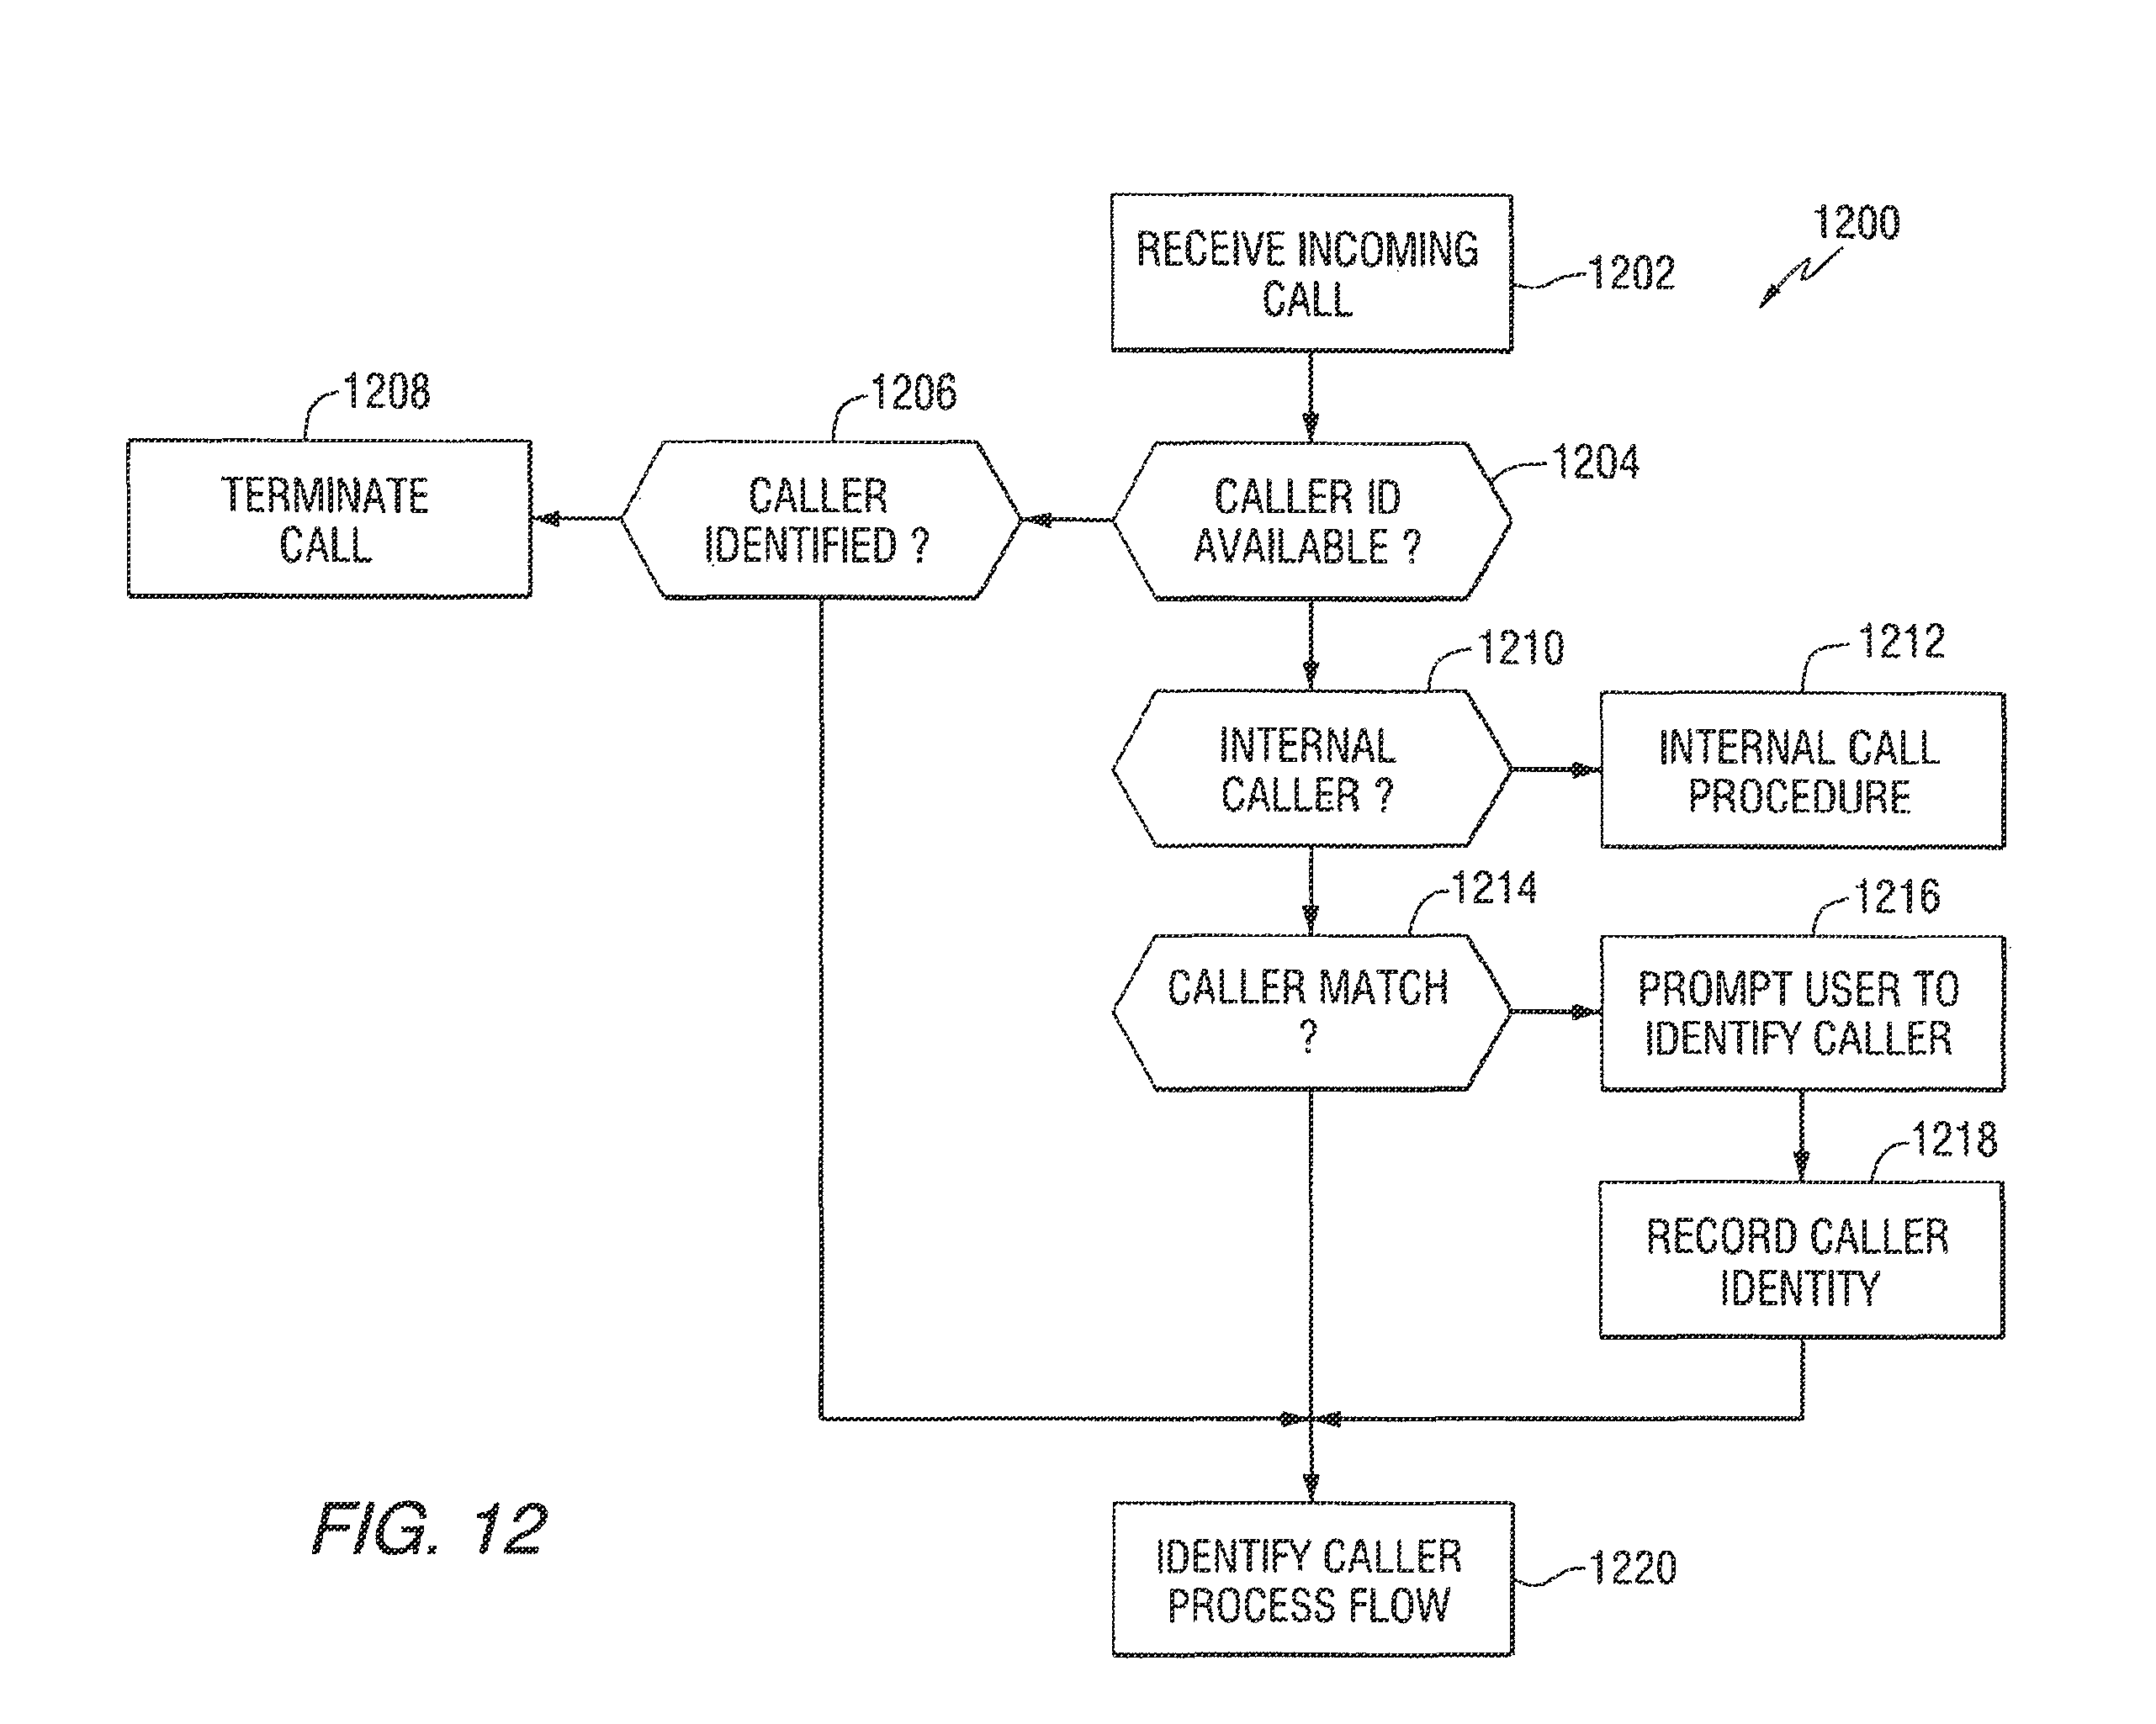 1200
RECEIVE INCOMING
CALL
1202
1208
1206
1204
TERMINATE
CALL
CALLER
IDENTIFIED ?
CALLER ID
AVAILABLE ?
1210
1212
INTERNAL
CALLER ?
INTERNAL CALL
PROCEDURE
1214
1216
CALLER MATCH
?
PROMPT USER TO
IDENTIFY CALLER
1218
RECORD CALLER
IDENTITY
FIG. 12
IDENTIFY CALLER
PROCESS FLOW
1220